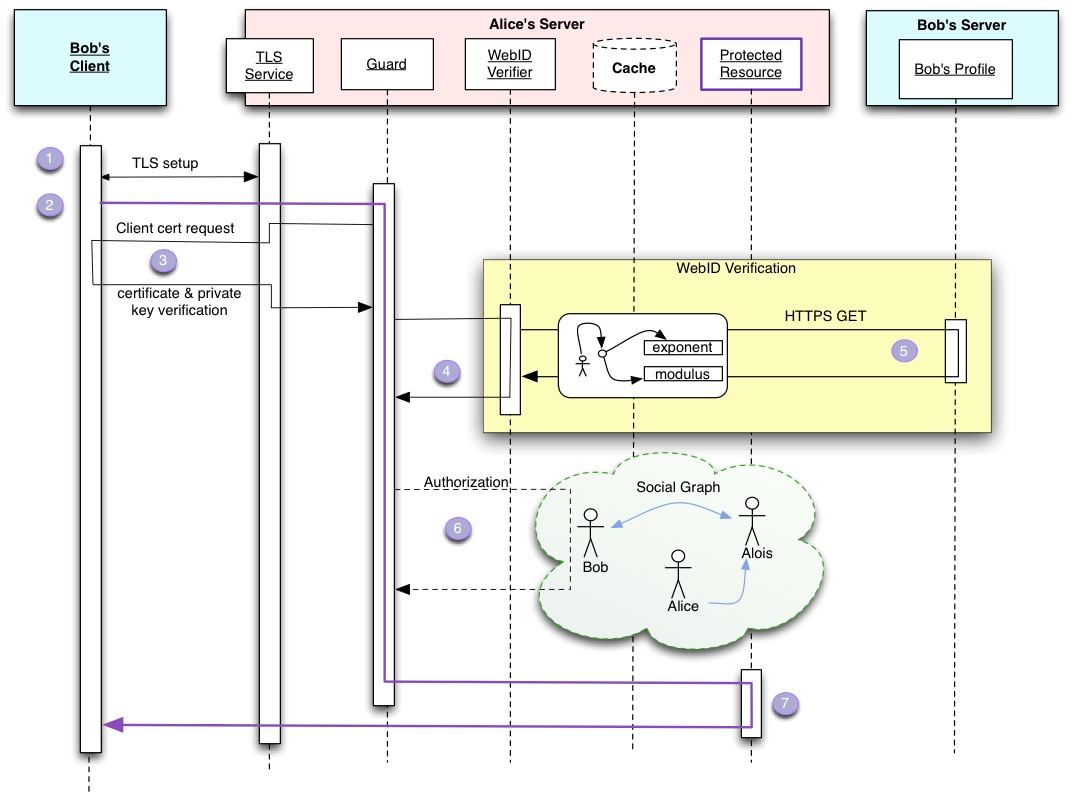 Bob's
Client
Alice's Server
TLS
Service
Guard
WebID
Verifier
Cache
Protected
Resource
Bob's Server
Bob's Profile
1
TLS setup
2
Client cert request
3
certificate & private
key verification
WebID Verification
HTTPS GET
exponent
modulus
5
4
Authorization
6
Social Graph
Bob
Alois
Alice
7